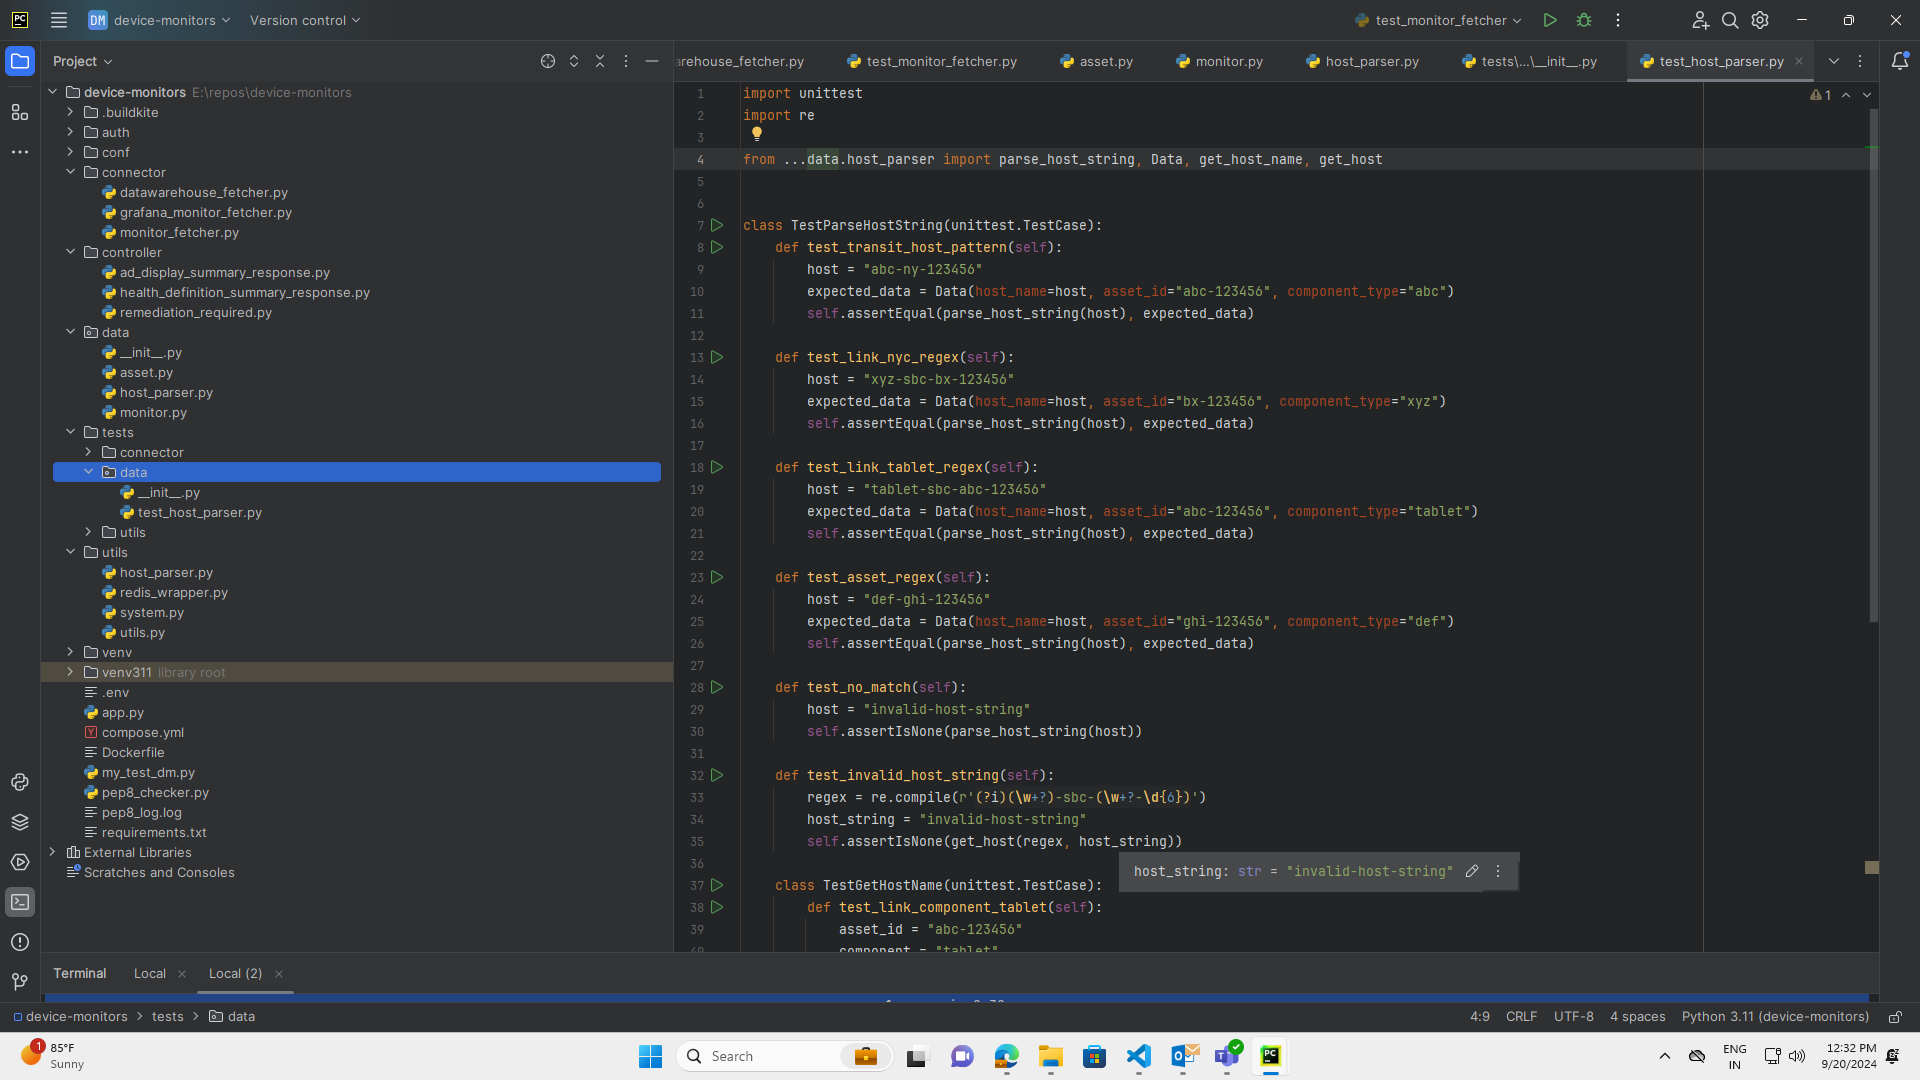 PC
DM device-monitors Version control test_monitor_fetcher
Project
arehouse_fetcher.py test_monitor_fetcher.py asset.py monitor.py host_parser.py tests\...\__init__.py test_host_parser.py
device-monitors E:\repos\device-monitors
.buildkite
auth
conf
connector
datawarehouse_fetcher.py
grafana_monitor_fetcher.py
monitor_fetcher.py
controller
ad_display_summary_response.py
health_definition_summary_response.py
remediation_required.py
data
__init__.py
asset.py
host_parser.py
monitor.py
tests
connector
data
__init__.py
test_host_parser.py
utils
utils
host_parser.py
redis_wrapper.py
system.py
utils.py
venv
venv311 library root
.env
app.py
compose.yml
Dockerfile
my_test_dm.py
pep8_checker.py
pep8_log.log
requirements.txt
External Libraries
Scratches and Consoles
1
1 import unittest
2 import re
3
4 from ...data.host_parser import parse_host_string, Data, get_host_name, get_host
5
6
7 class TestParseHostString(unittest.TestCase):
8 def test_transit_host_pattern(self):
9 host = "abc-ny-123456"
10 expected_data = Data(host_name=host, asset_id="abc-123456", component_type="abc")
11 self.assertEqual(parse_host_string(host), expected_data)
12
13 def test_link_nyc_regex(self):
14 host = "xyz-sbc-bx-123456"
15 expected_data = Data(host_name=host, asset_id="bx-123456", component_type="xyz")
16 self.assertEqual(parse_host_string(host), expected_data)
17
18 def test_link_tablet_regex(self):
19 host = "tablet-sbc-abc-123456"
20 expected_data = Data(host_name=host, asset_id="abc-123456", component_type="tablet")
21 self.assertEqual(parse_host_string(host), expected_data)
22
23 def test_asset_regex(self):
24 host = "def-ghi-123456"
25 expected_data = Data(host_name=host, asset_id="ghi-123456", component_type="def")
26 self.assertEqual(parse_host_string(host), expected_data)
27
28 def test_no_match(self):
29 host = "invalid-host-string"
30 self.assertIsNone(parse_host_string(host))
31
32 def test_invalid_host_string(self):
33 regex = re.compile(r'(?i)(\w+?)-sbc-(\w+?-\d{6})')
34 host_string = "invalid-host-string"
35 self.assertIsNone(get_host(regex, host_string))
36
host_string: str = "invalid-host-string"
37 class TestGetHostName(unittest.TestCase):
38 def test_link_component_tablet(self):
39 asset_id = "abc-123456"
40 component = "tablet"
Terminal Local Local (2)
device-monitors > tests > data 4:9 CRLF UTF-8 4 spaces Python 3.11 (device-monitors)
1 85°F
Sunny
Search
ENG
IN
12:32 PM
9/20/2024